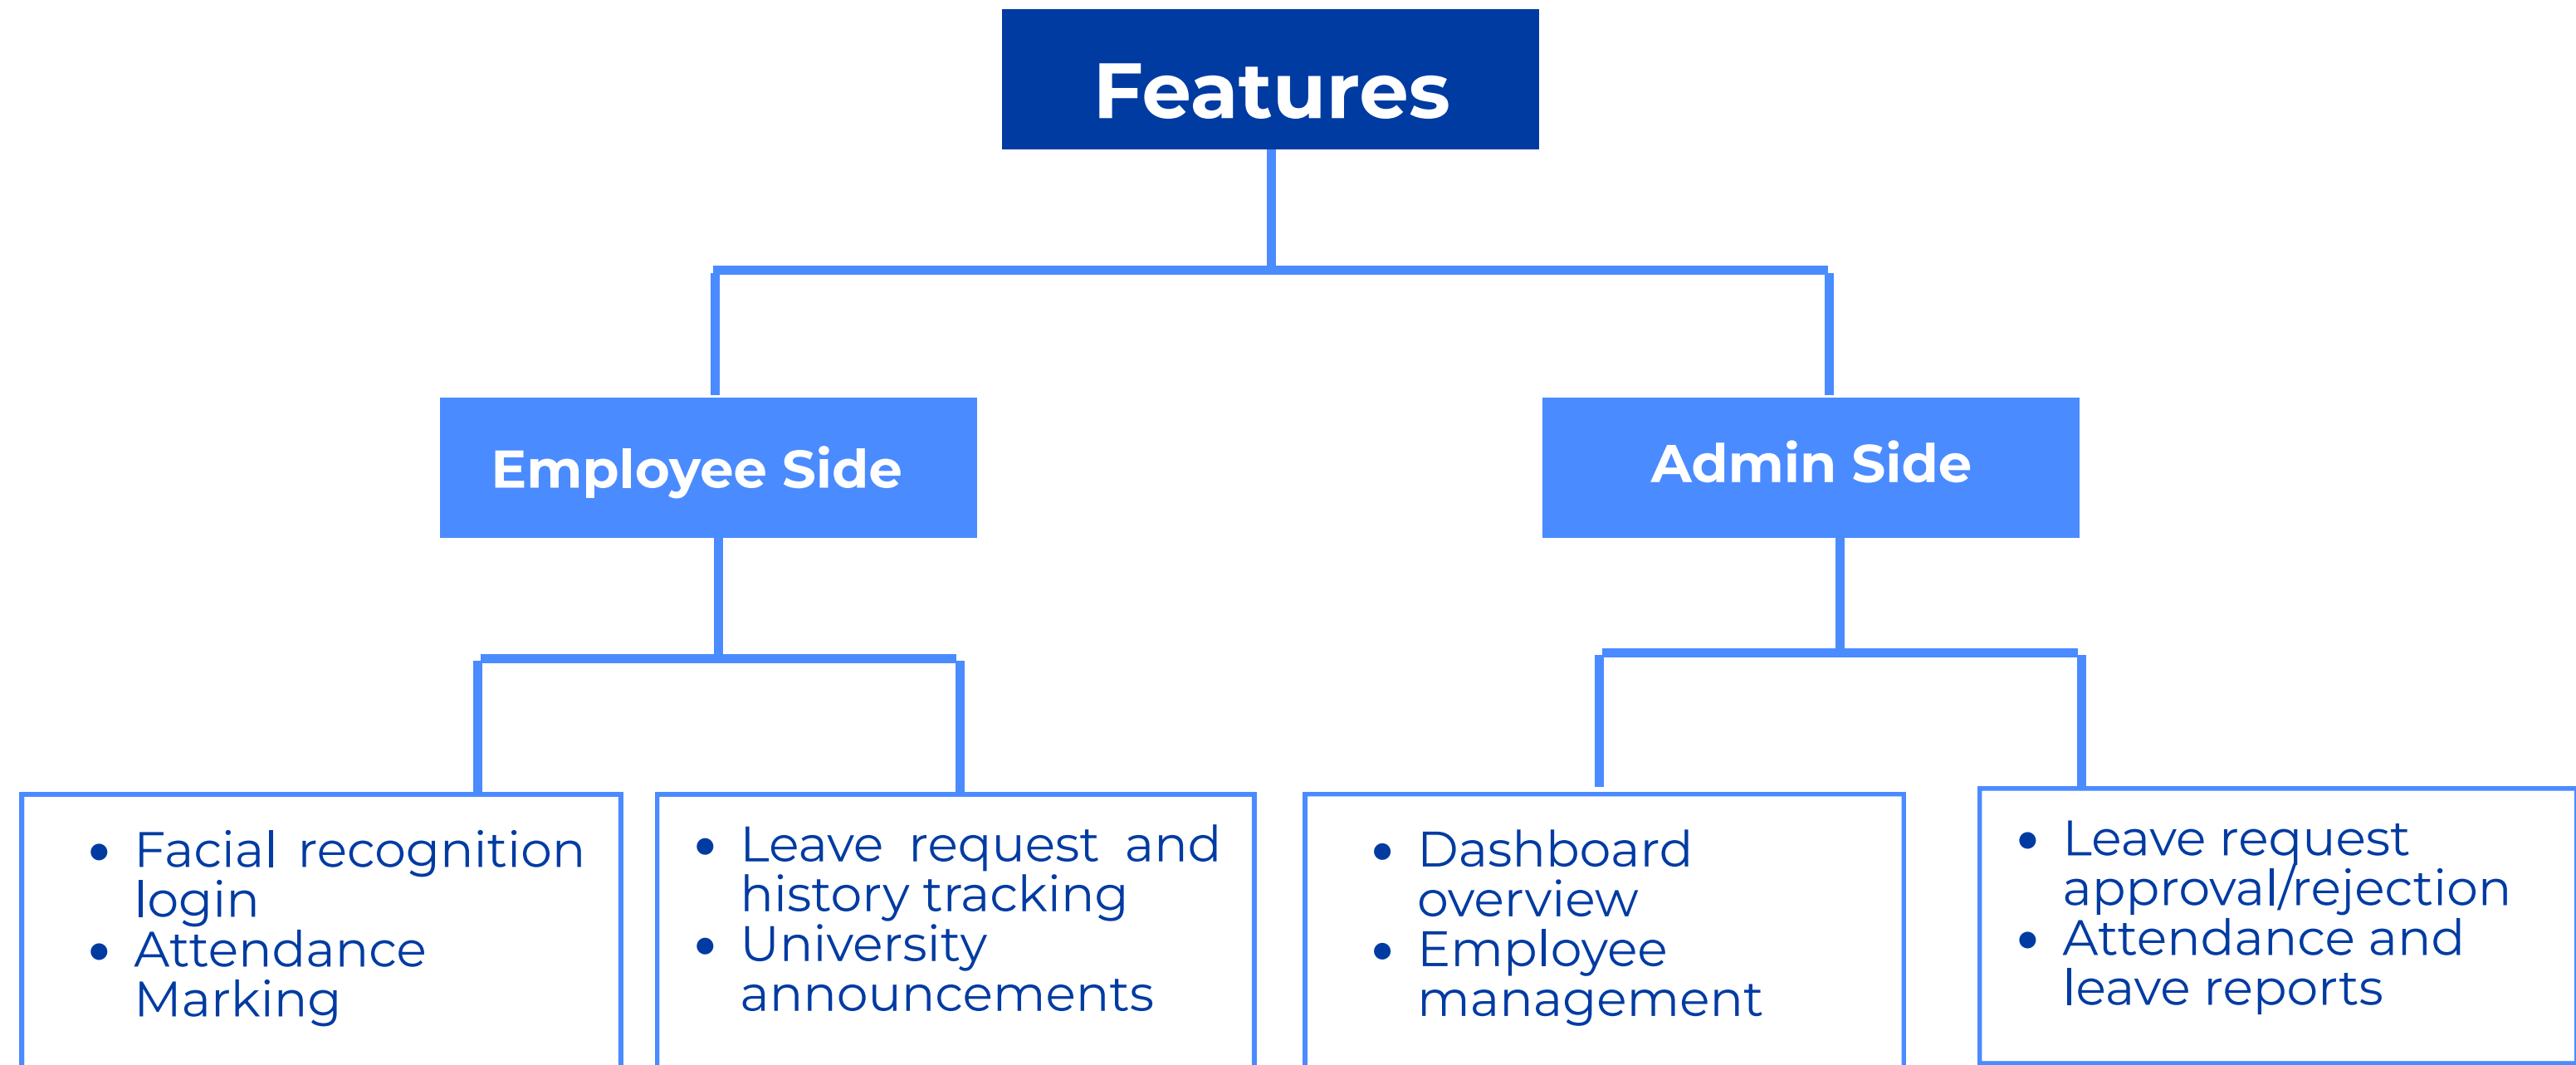 Features
Employee Side
Admin Side
• Facial recognition
login
• Attendance
Marking
• Leave request and
history tracking
• University
announcements
• Dashboard
overview
• Employee
management
• Leave request
approval/rejection
• Attendance and
leave reports